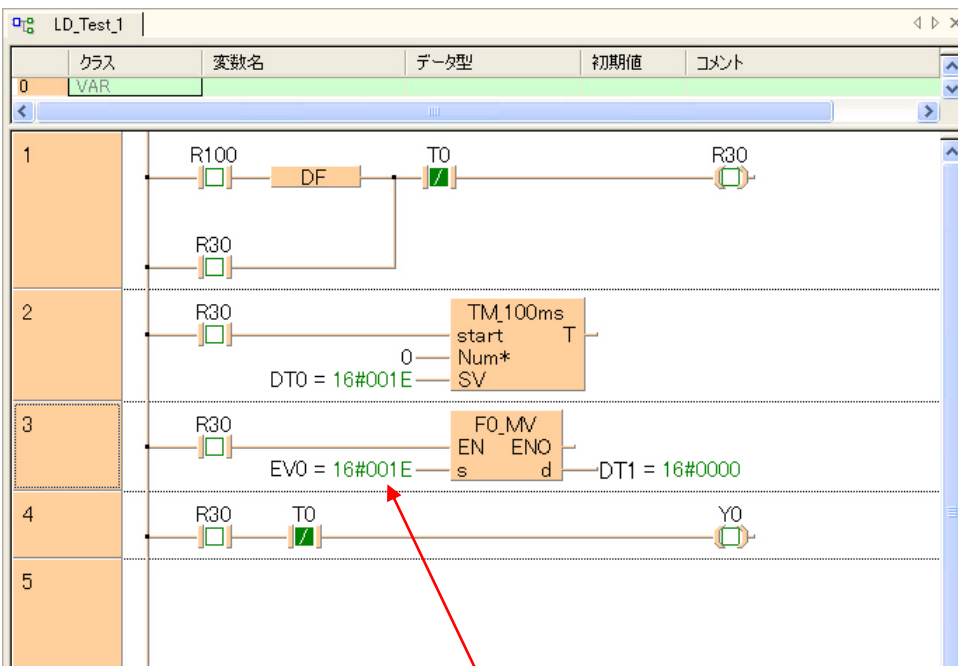 LD_Test_1
クラス 変数名 データ型 初期値 コメント
0 VAR
1
R100 T0 R30
DF
R30
2
R30 TM_100ms
start T
0 Num*
DT0 = 16#001E SV
3
R30 F0_MV
EN ENO
EV0 = 16#001E s d DT1 = 16#0000
4
R30 T0 Y0
5